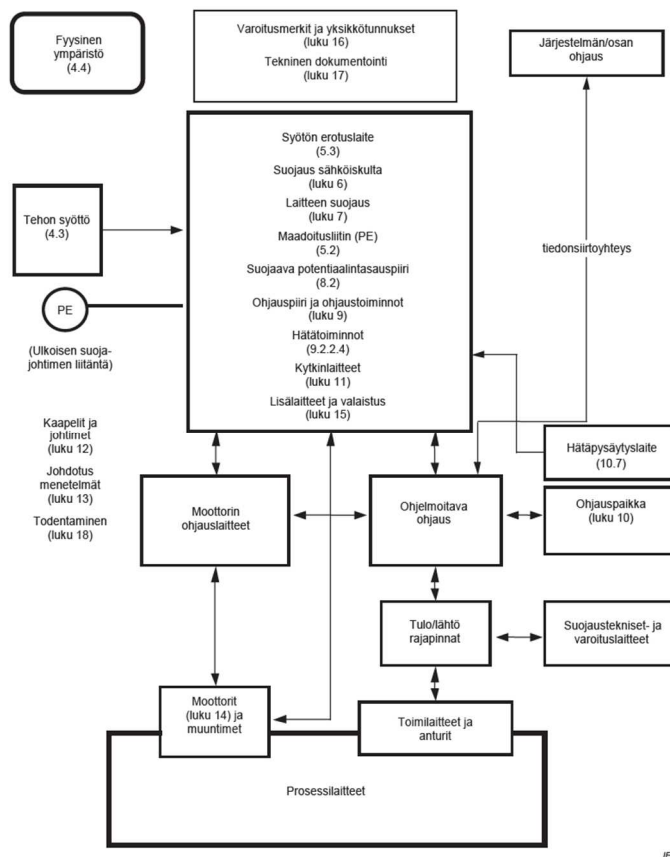 Fyysinen
ympäristö
(4.4)
Varoitusmerkit ja yksikkötunnukset
(luku 16)
Tekninen dokumentointi
(luku 17)
Järjestelmän/osan
ohjaus
Syötön erotuslaite
(5.3)
Suojaus sähköiskulta
(luku 6)
Laitteen suojaus
(luku 7)
Maadoitusliitin (PE)
(5.2)
Suojaava potentiaalintasauspiiri
(8.2)
Ohjauspiiri ja ohjaustoiminnot
(luku 9)
Hätätoiminnot
(9.2.2.4)
Kytkinlaitteet
(luku 11)
Lisälaitteet ja valaistus
(luku 15)
Tehon syöttö
(4.3)
tiedonsiirtoyhteys
PE
(Ulkoisen suoja-
johtimen liitäntä)
Kaapelit ja
johtimet
(luku 12)
Johdotus
menetelmät
(luku 13)
Todentaminen
(luku 18)
Hätäpysäytyslaite
(10.7)
Moottorin
ohjauslaitteet
Ohjelmoitava
ohjaus
Ohjauspaikka
(luku 10)
Tulo/lähtö
rajapinnat
Suojaustekniset- ja
varoituslaitteet
Moottorit
(luku 14) ja
muuntimet
Toimilaitteet ja
anturit
Prosessilaitteet